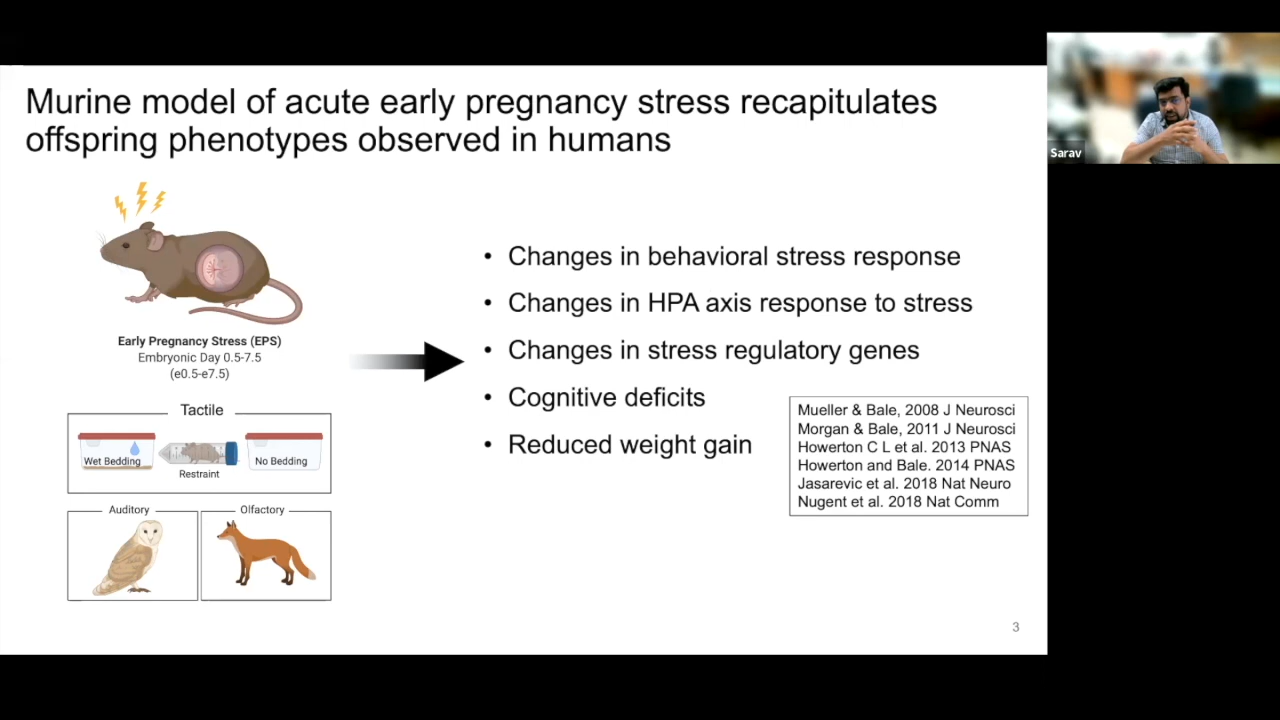 Murine model of acute early pregnancy stress recapitulates
offspring phenotypes observed in humans
Early Pregnancy Stress (EPS)
Embryonic Day 0.5-7.5
(e0.5-e7.5)
Tactile
Wet Bedding
Restraint
No Bedding
Auditory
Olfactory
• Changes in behavioral stress response
• Changes in HPA axis response to stress
• Changes in stress regulatory genes
• Cognitive deficits
• Reduced weight gain
Mueller & Bale, 2008 J Neurosci
Morgan & Bale, 2011 J Neurosci
Howerton C L et al. 2013 PNAS
Howerton and Bale. 2014 PNAS
Jasarevic et al. 2018 Nat Neuro
Nugent et al. 2018 Nat Comm
3
Sarav